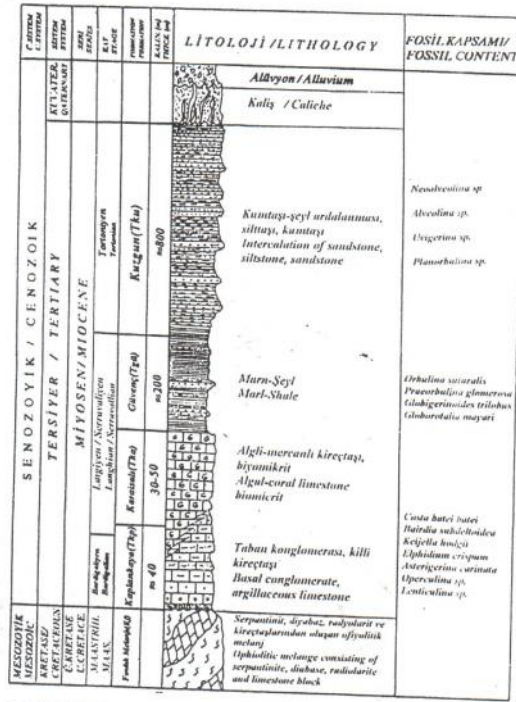 Ü.SİSTEM
U.SYSTEM
SİSTEM
SYSTEM
SERİ
SERIES
KAT
STAGE
FORMASYON
FORMATION
KALIN. (m)
THICK. (m)
LİTOLOJİ/LITHOLOGY
FOSİL KAPSAMI/
FOSSIL CONTENT
SENOZOYİK / CENOZOIK
KUVATER.
QATERNARY
Alüvyon / Alluvium
Kaliş / Caliche
TERSİYER / TERTIARY
MİYOSEN/MIOCENE
Tortoniyen
Tortonian
Kuzgun(Tku)
≈800
Kumtaşı-şeyl ardalanması,
silttaşı, kumtaşı
Intercalation of sandstone,
siltstone, sandstone
Neoalveolina sp
Alveolina sp.
Uvigerina sp.
Planorbulina sp.
Langiyen / Serravaliyen
Langhian / Serravallian
Güvenç(Tgü)
≈200
Marn-Şeyl
Marl-Shale
Orbulina suturalis
Praeorbulina glomerosa
Globigerinoides trilobus
Globorotalia mayari
Karaisalı(Tka)
30-50
Algli-mercanlı kireçtaşı,
biyomikrit
Algul-coral limestone
biomicrit
Burdigaliyen
Burdigalian
Kaplankaya(Tkp)
≈ 40
Taban konglomerası, killi
kireçtaşı
Basal conglomerate,
argillaceous limestone
Costa batei batei
Bairdia subdeltoidea
Keijella hodgii
Elphidium crispum
Asterigerina carinata
Operculina sp.
Lenticulina sp.
MESOZOYİK
MESOZOIC
KRETASE/
CRETACEOUS
Ü.KRETASE
U.CRETACE.
MAASTRİH.
MAAS.
Serpantinit, diyabaz, radyolarit ve
kireçtaşlarından oluşan ofiyolitik
melanj
Ophiolitic melange consisting of
serpantinite, diabase, radiolarite
and limestone block